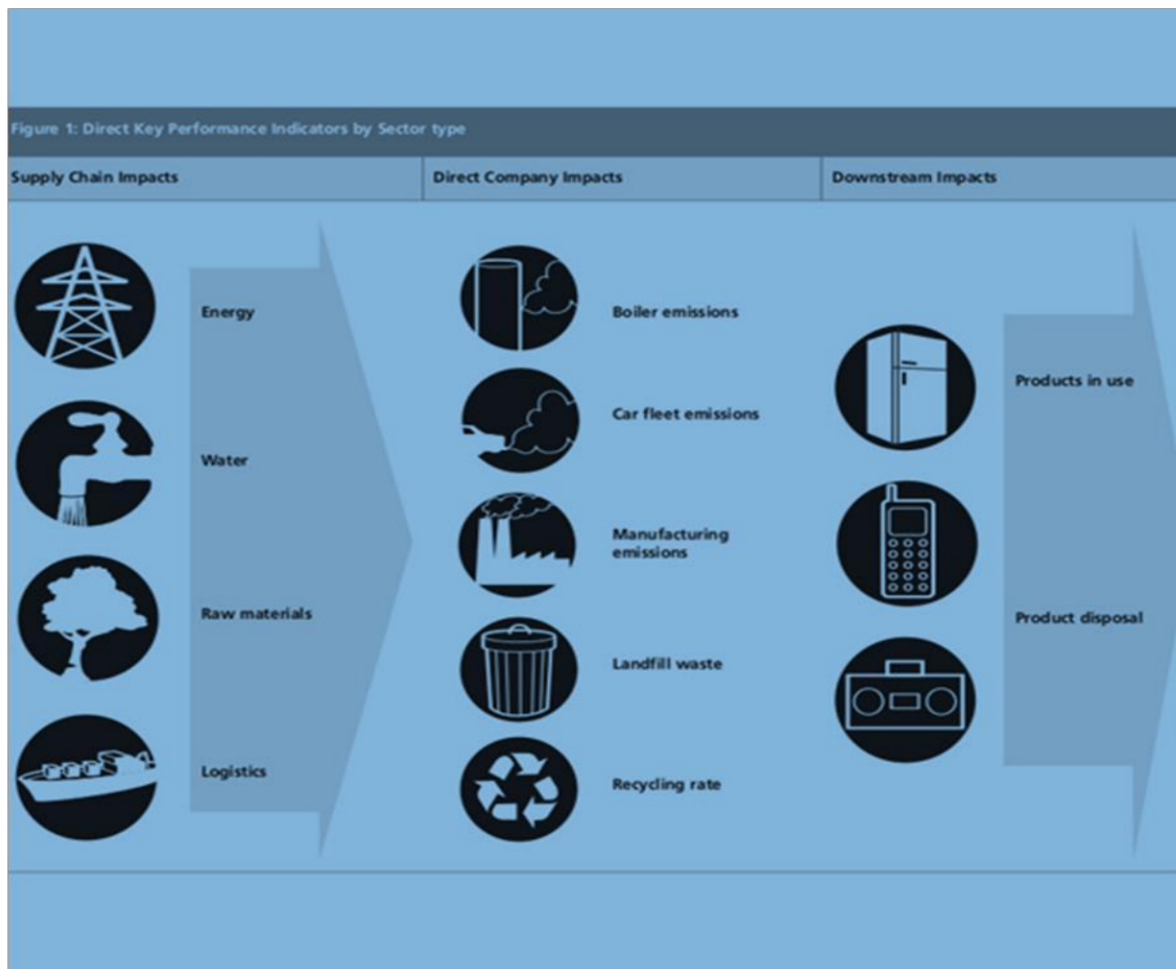 Figure 1: Direct Key Performance Indicators by Sector type
Supply Chain Impacts
Direct Company Impacts
Downstream Impacts
Energy
Water
Raw materials
Logistics
Boiler emissions
Car fleet emissions
Manufacturing
emissions
Landfill waste
Recycling rate
Products in use
Product disposal